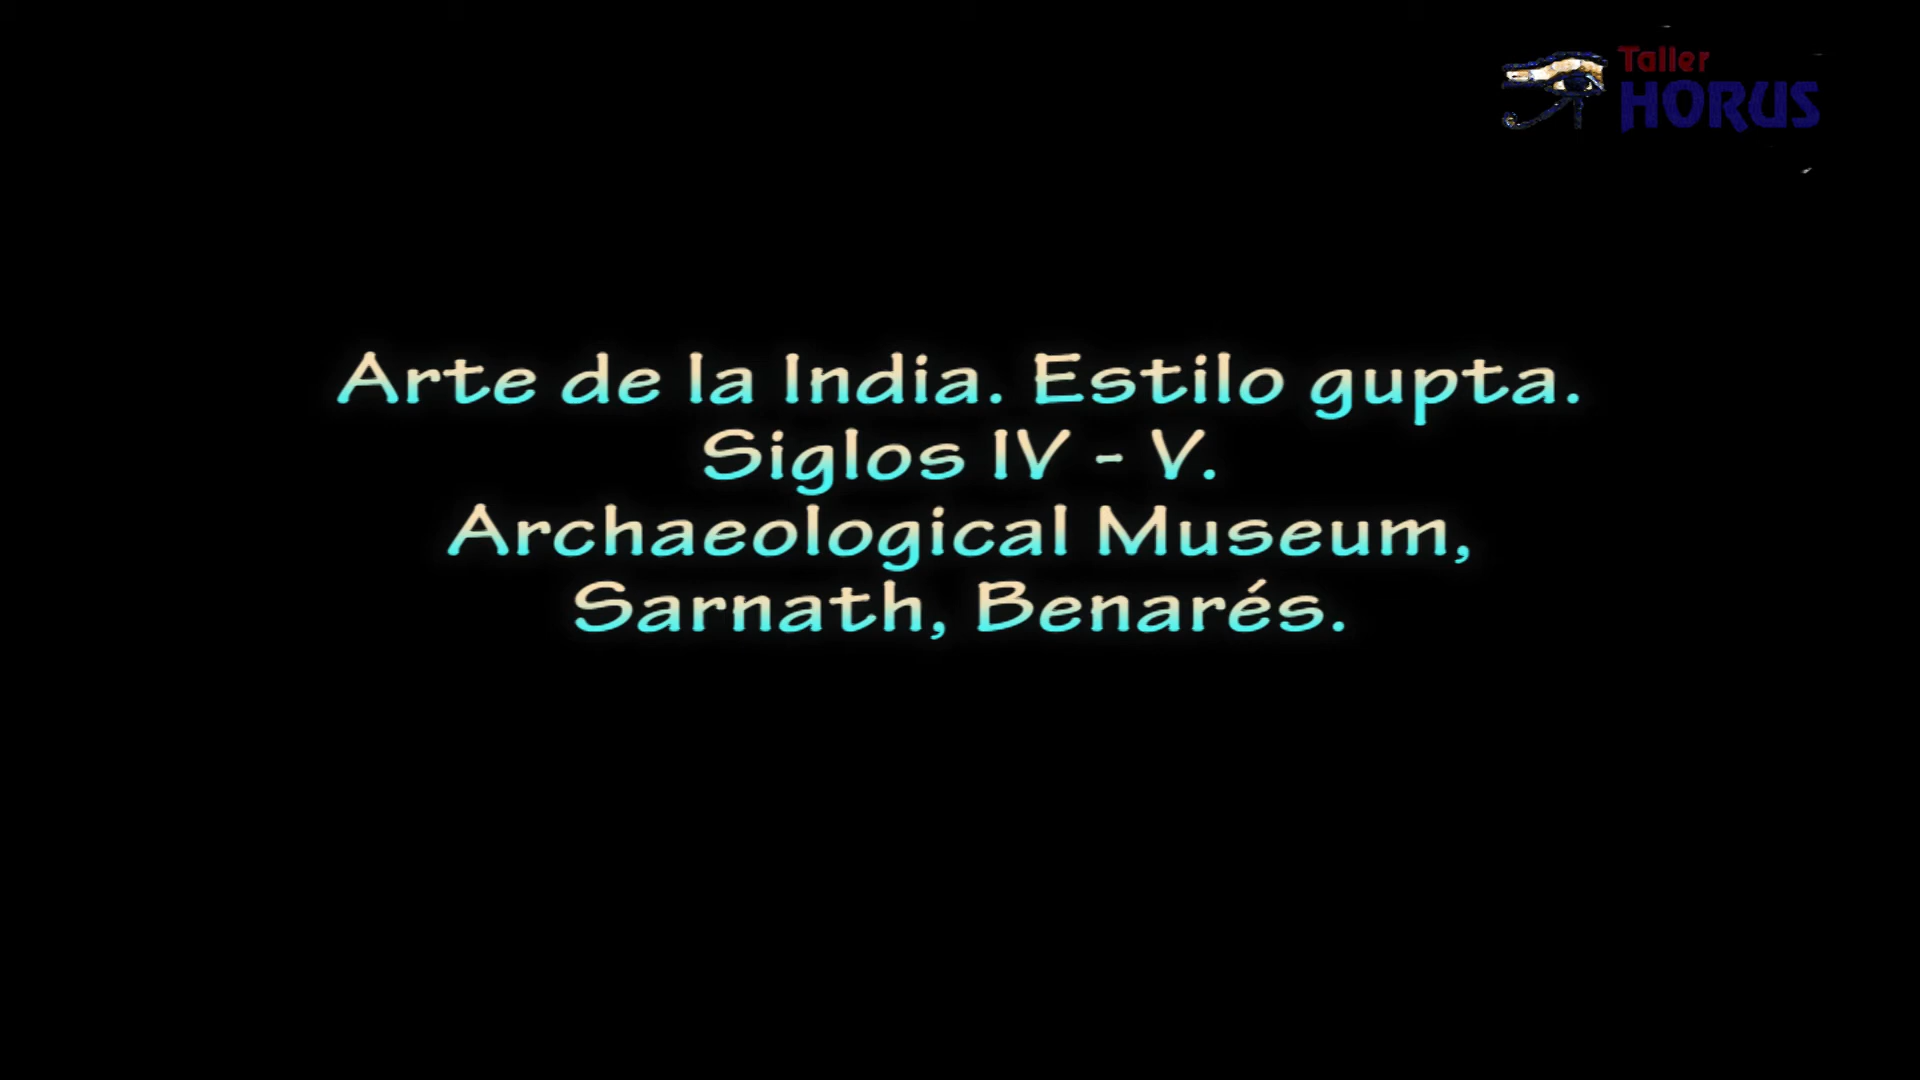 Taller
HORUS
Arte de la India. Estilo gupta.
Siglos IV - V.
Archaeological Museum,
Sarnath, Benarés.